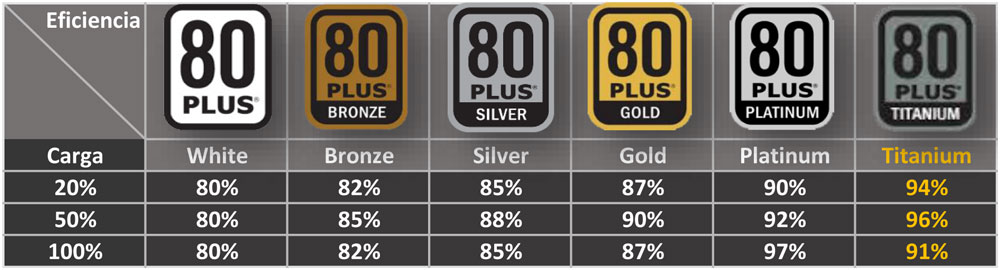 Eficiencia
80 PLUS®
80 PLUS® BRONZE
80 PLUS® SILVER
80 PLUS® GOLD
80 PLUS® PLATINUM
80 PLUS® TITANIUM
Carga White Bronze Silver Gold Platinum Titanium
20% 80% 82% 85% 87% 90% 94%
50% 80% 85% 88% 90% 92% 96%
100% 80% 82% 85% 87% 97% 91%